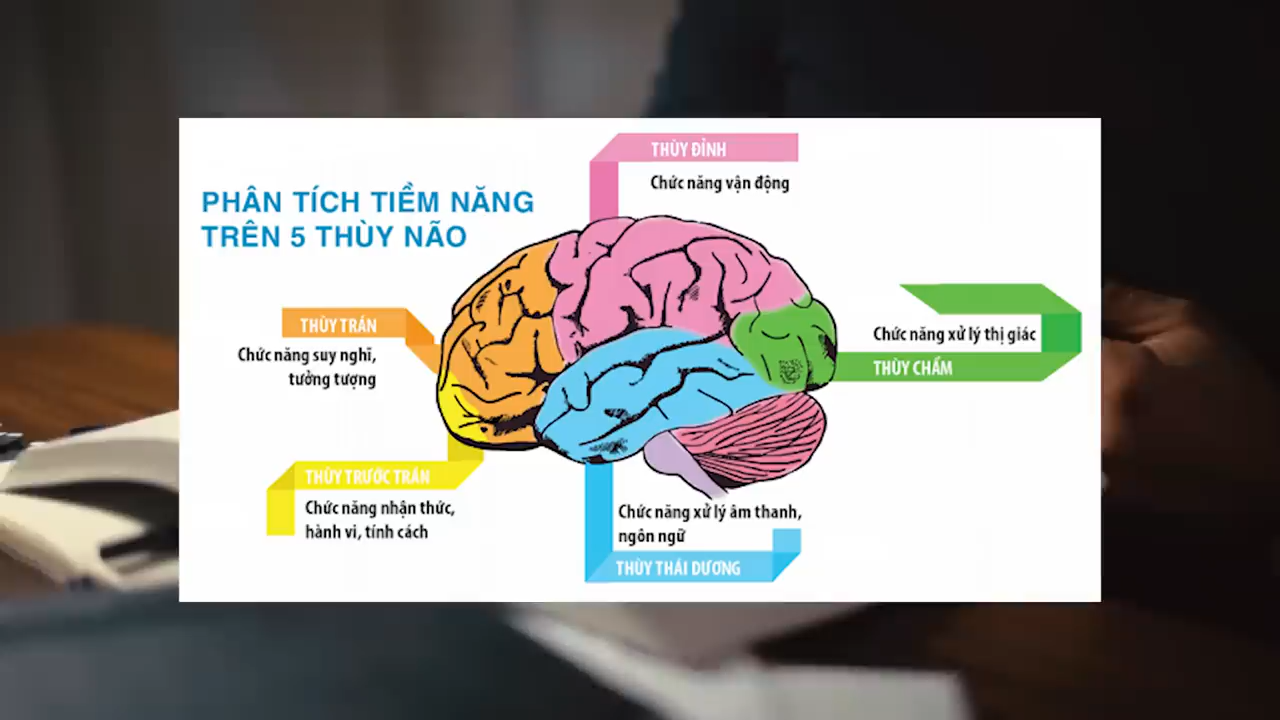 PHÂN TÍCH TIỀM NĂNG
TRÊN 5 THÙY NÃO
THÙY ĐỈNH
Chức năng vận động
THÙY TRÁN
Chức năng suy nghĩ,
tưởng tượng
Chức năng xử lý thị giác
THÙY CHẨM
THÙY TRƯỚC TRÁN
Chức năng nhận thức,
hành vi, tính cách
Chức năng xử lý âm thanh,
ngôn ngữ
THÙY THÁI DƯƠNG